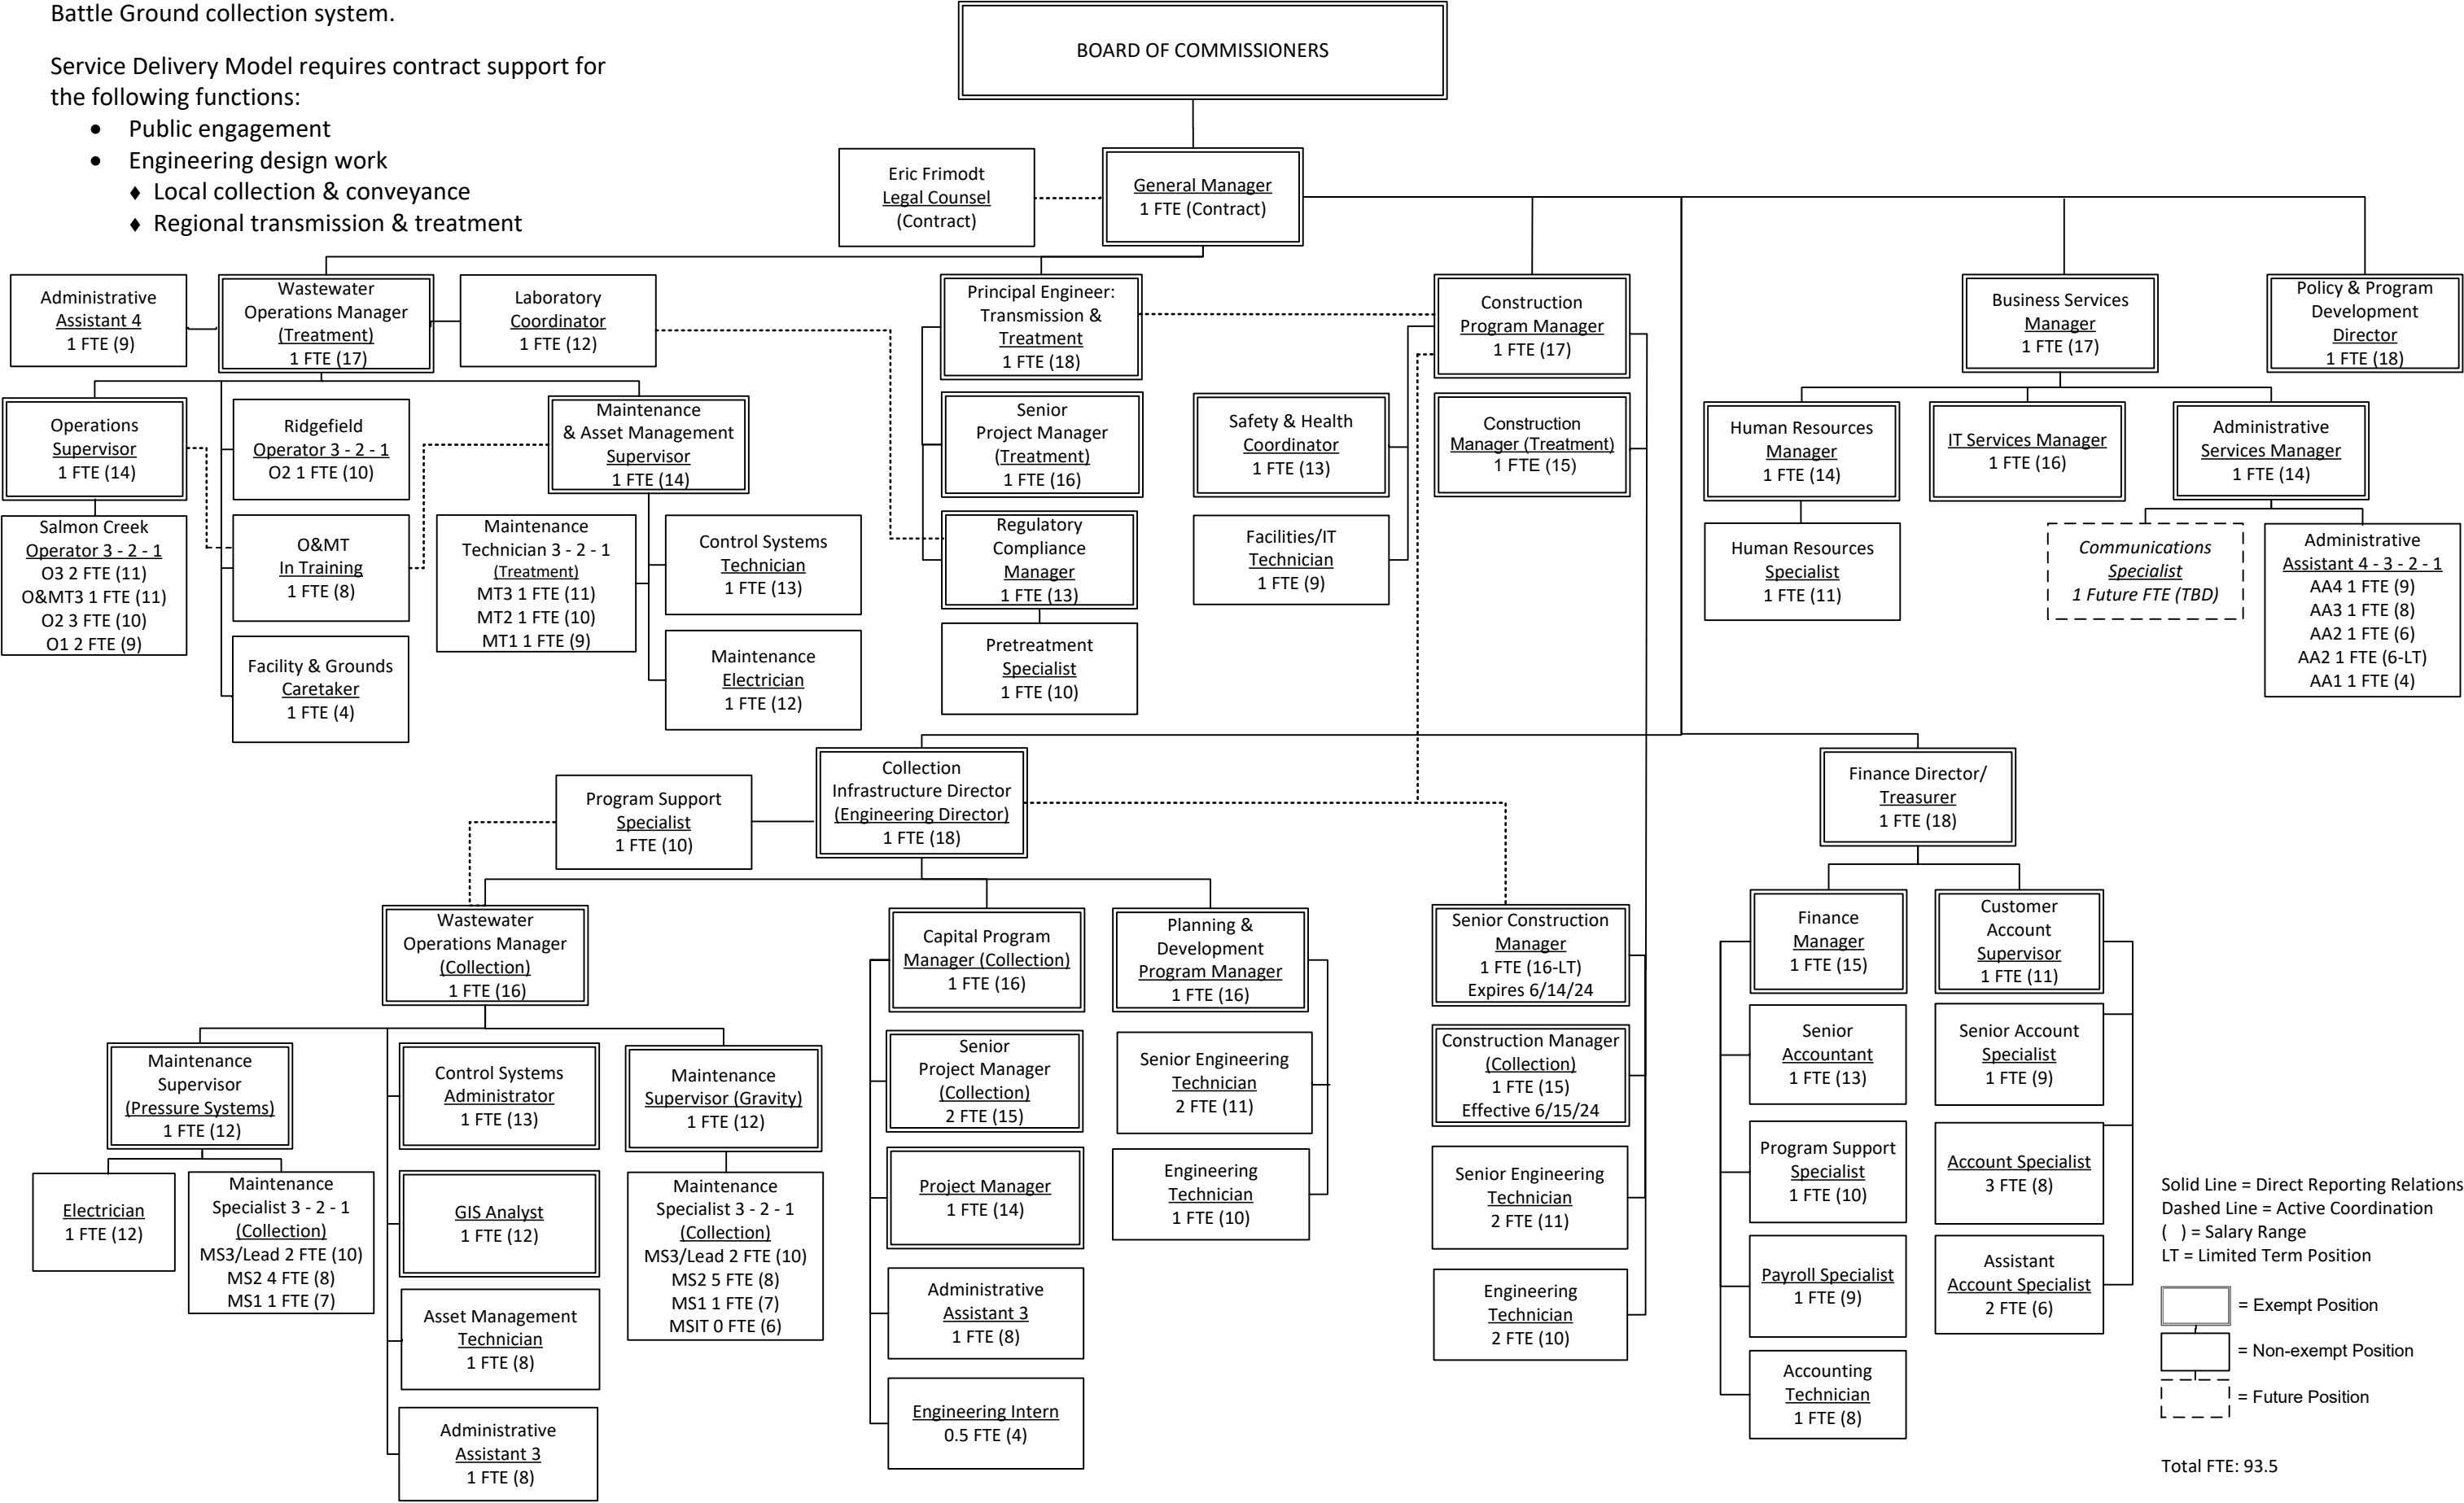 Battle Ground collection system.
Service Delivery Model requires contract support for
the following functions:
• Public engagement
• Engineering design work
♦ Local collection & conveyance
♦ Regional transmission & treatment
BOARD OF COMMISSIONERS
Eric Frimodt
Legal Counsel
(Contract)
General Manager
1 FTE (Contract)
Administrative
Assistant 4
1 FTE (9)
Wastewater
Operations Manager
(Treatment)
1 FTE (17)
Laboratory
Coordinator
1 FTE (12)
Principal Engineer:
Transmission &
Treatment
1 FTE (18)
Construction
Program Manager
1 FTE (17)
Business Services
Manager
1 FTE (17)
Policy & Program
Development
Director
1 FTE (18)
Operations
Supervisor
1 FTE (14)
Ridgefield
Operator 3 - 2 - 1
O2 1 FTE (10)
Maintenance
& Asset Management
Supervisor
1 FTE (14)
Senior
Project Manager
(Treatment)
1 FTE (16)
Safety & Health
Coordinator
1 FTE (13)
Construction
Manager (Treatment)
1 FTE (15)
Human Resources
Manager
1 FTE (14)
IT Services Manager
1 FTE (16)
Administrative
Services Manager
1 FTE (14)
Salmon Creek
Operator 3 - 2 - 1
O3 2 FTE (11)
O&MT3 1 FTE (11)
O2 3 FTE (10)
O1 2 FTE (9)
O&MT
In Training
1 FTE (8)
Maintenance
Technician 3 - 2 - 1
(Treatment)
MT3 1 FTE (11)
MT2 1 FTE (10)
MT1 1 FTE (9)
Control Systems
Technician
1 FTE (13)
Regulatory
Compliance
Manager
1 FTE (13)
Facilities/IT
Technician
1 FTE (9)
Human Resources
Specialist
1 FTE (11)
Communications
Specialist
1 Future FTE (TBD)
Administrative
Assistant 4 - 3 - 2 - 1
AA4 1 FTE (9)
AA3 1 FTE (8)
AA2 1 FTE (6)
AA2 1 FTE (6-LT)
AA1 1 FTE (4)
Facility & Grounds
Caretaker
1 FTE (4)
Maintenance
Electrician
1 FTE (12)
Pretreatment
Specialist
1 FTE (10)
Program Support
Specialist
1 FTE (10)
Collection
Infrastructure Director
(Engineering Director)
1 FTE (18)
Finance Director/
Treasurer
1 FTE (18)
Wastewater
Operations Manager
(Collection)
1 FTE (16)
Capital Program
Manager (Collection)
1 FTE (16)
Planning &
Development
Program Manager
1 FTE (16)
Senior Construction
Manager
1 FTE (16-LT)
Expires 6/14/24
Finance
Manager
1 FTE (15)
Customer
Account
Supervisor
1 FTE (11)
Maintenance
Supervisor
(Pressure Systems)
1 FTE (12)
Control Systems
Administrator
1 FTE (13)
Maintenance
Supervisor (Gravity)
1 FTE (12)
Senior
Project Manager
(Collection)
2 FTE (15)
Senior Engineering
Technician
2 FTE (11)
Construction Manager
(Collection)
1 FTE (15)
Effective 6/15/24
Senior
Accountant
1 FTE (13)
Senior Account
Specialist
1 FTE (9)
Electrician
1 FTE (12)
Maintenance
Specialist 3 - 2 - 1
(Collection)
MS3/Lead 2 FTE (10)
MS2 4 FTE (8)
MS1 1 FTE (7)
GIS Analyst
1 FTE (12)
Maintenance
Specialist 3 - 2 - 1
(Collection)
MS3/Lead 2 FTE (10)
MS2 5 FTE (8)
MS1 1 FTE (7)
MSIT 0 FTE (6)
Project Manager
1 FTE (14)
Engineering
Technician
1 FTE (10)
Senior Engineering
Technician
2 FTE (11)
Program Support
Specialist
1 FTE (10)
Account Specialist
3 FTE (8)
Asset Management
Technician
1 FTE (8)
Administrative
Assistant 3
1 FTE (8)
Engineering
Technician
2 FTE (10)
Payroll Specialist
1 FTE (9)
Assistant
Account Specialist
2 FTE (6)
Administrative
Assistant 3
1 FTE (8)
Engineering Intern
0.5 FTE (4)
Accounting
Technician
1 FTE (8)
Solid Line = Direct Reporting Relations
Dashed Line = Active Coordination
( ) = Salary Range
LT = Limited Term Position
= Exempt Position
= Non-exempt Position
= Future Position
Total FTE: 93.5